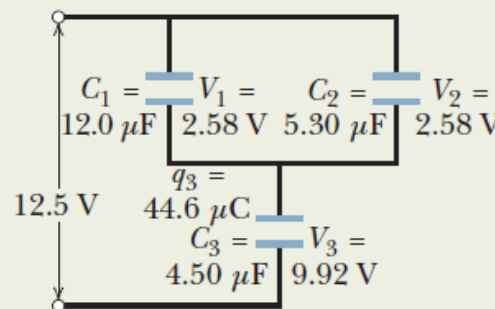 C₁ = V₁ = C₂ = V₂ =
12.0 μF 2.58 V 5.30 μF 2.58 V
q₃ =
12.5 V 44.6 μC
C₃ = V₃ =
4.50 μF 9.92 V